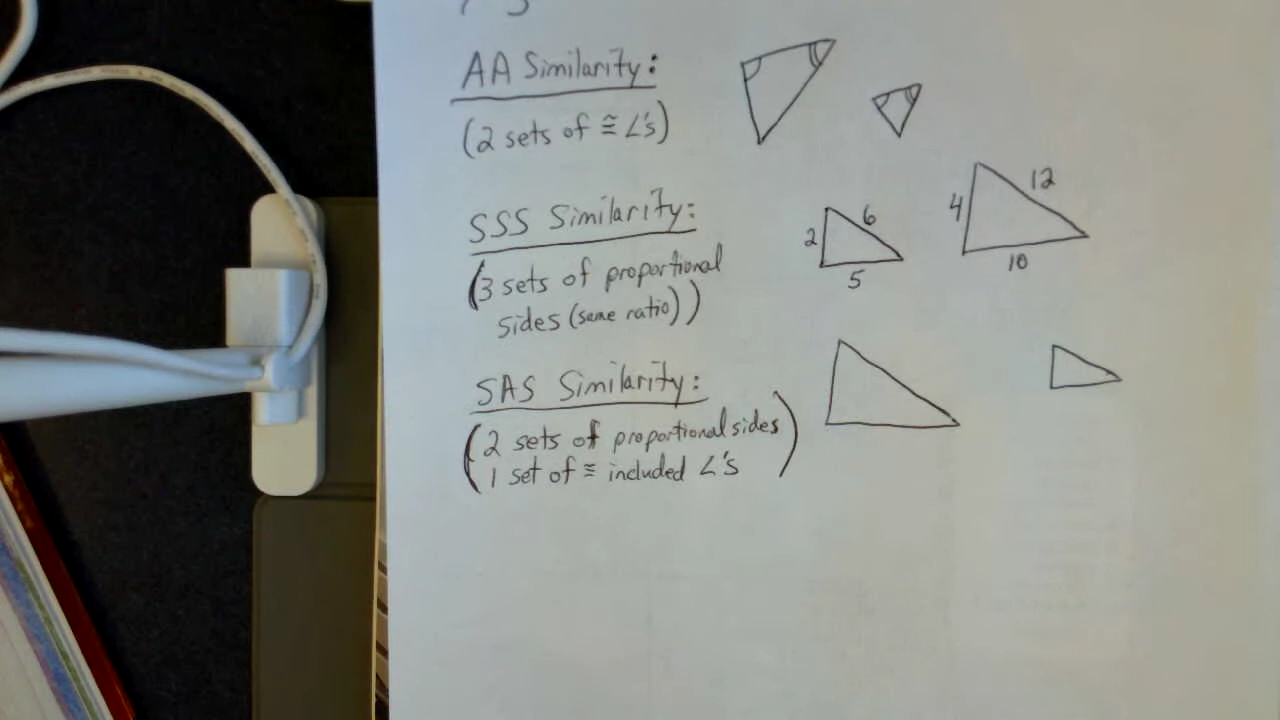 AA Similarity:
(2 sets of ≅ ∠'s)
SSS Similarity:
(3 sets of proportional
sides (same ratio))
2
6
5
4
12
10
SAS Similarity:
(2 sets of proportional sides
1 set of ≅ included ∠'s)